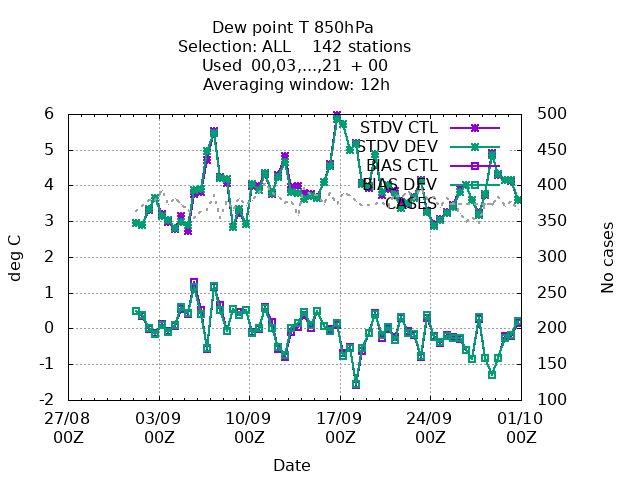 Dew point T 850hPa
Selection: ALL    142 stations
Used  00,03,...,21  + 00
Averaging window: 12h
6
5
4
3
2
1
0
-1
-2
deg C
STDV CTL
STDV DEV
BIAS CTL
BIAS DEV
CASES
500
450
400
350
300
250
200
150
100
No cases
27/08 03/09 10/09 17/09 24/09 01/10
00Z 00Z 00Z 00Z 00Z 00Z
Date